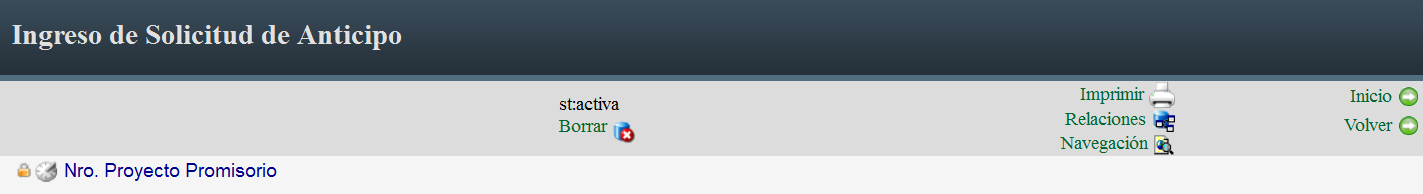 Ingreso de Solicitud de Anticipo
st:activa
Borrar
Imprimir
Relaciones
Navegación
Inicio
Volver
Nro. Proyecto Promisorio